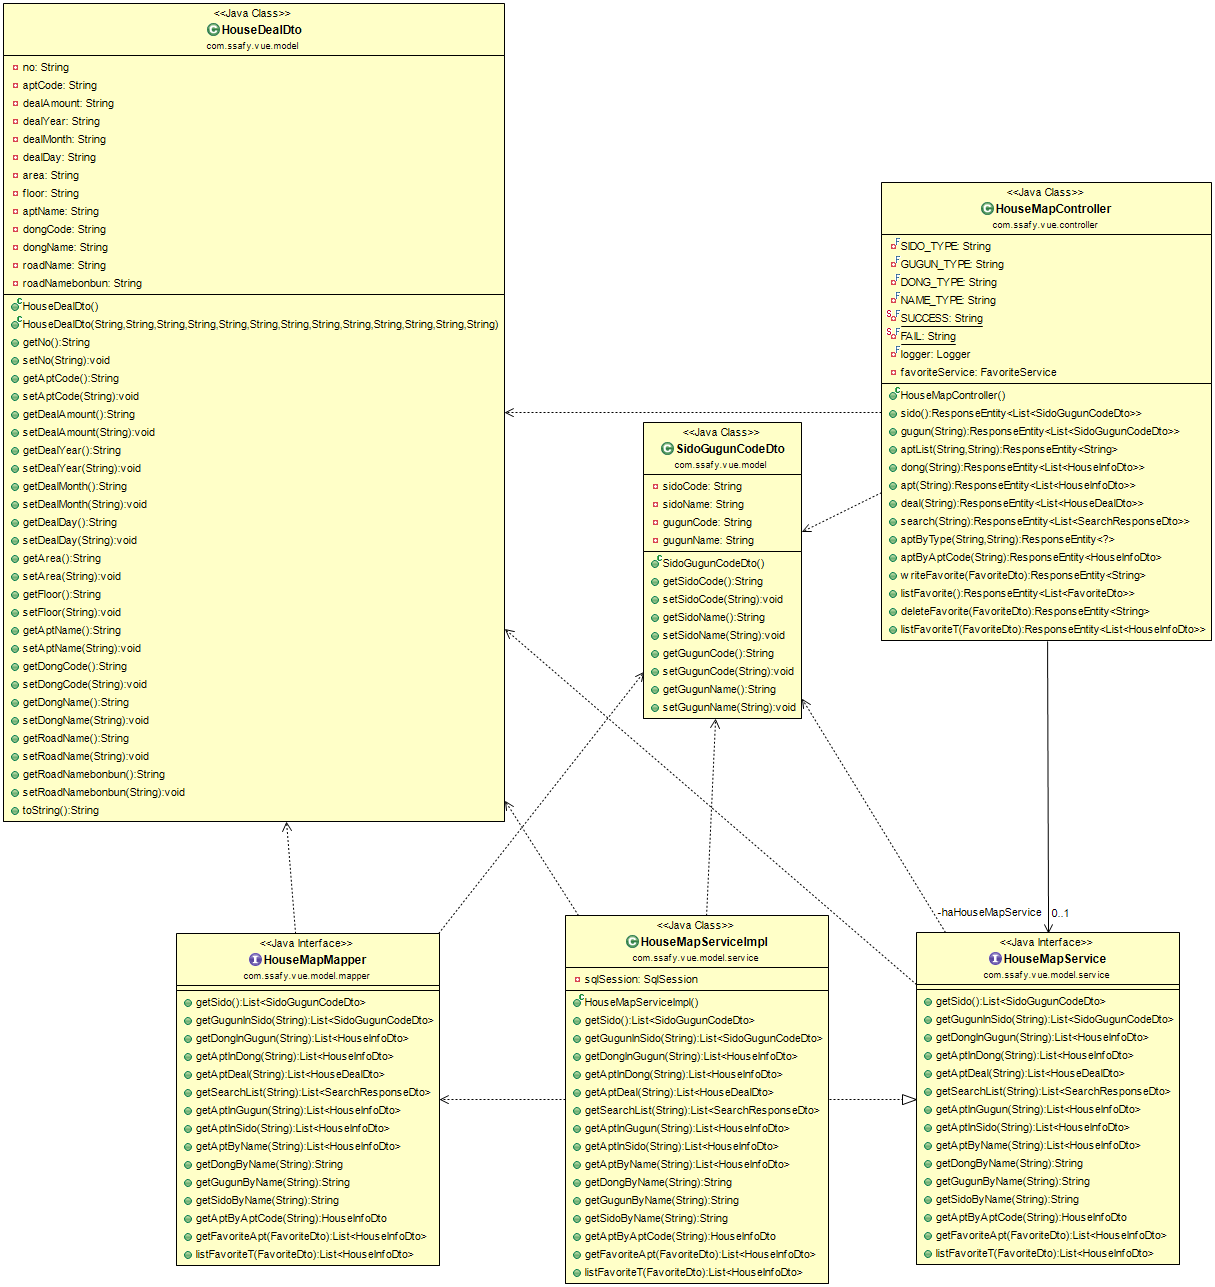 <<Java Class>>
HouseDealDto
com.ssafy.vue.model
no: String
aptCode: String
dealAmount: String
dealYear: String
dealMonth: String
dealDay: String
area: String
floor: String
aptName: String
dongCode: String
dongName: String
roadName: String
roadNamebonbun: String
HouseDealDto()
HouseDealDto(String,String,String,String,String,String,String,String,String,String,String,String,String)
getNo():String
setNo(String):void
getAptCode():String
setAptCode(String):void
getDealAmount():String
setDealAmount(String):void
getDealYear():String
setDealYear(String):void
getDealMonth():String
setDealMonth(String):void
getDealDay():String
setDealDay(String):void
getArea():String
setArea(String):void
getFloor():String
setFloor(String):void
getAptName():String
setAptName(String):void
getDongCode():String
setDongCode(String):void
getDongName():String
setDongName(String):void
getRoadName():String
setRoadName(String):void
getRoadNamebonbun():String
setRoadNamebonbun(String):void
toString():String
<<Java Class>>
HouseMapController
com.ssafy.vue.controller
SIDO_TYPE: String
GUGUN_TYPE: String
DONG_TYPE: String
NAME_TYPE: String
SUCCESS: String
FAIL: String
logger: Logger
favoriteService: FavoriteService
HouseMapController()
sido():ResponseEntity<List<SidoGugunCodeDto>>
gugun(String):ResponseEntity<List<SidoGugunCodeDto>>
aptList(String,String):ResponseEntity<String>
dong(String):ResponseEntity<List<HouseInfoDto>>
apt(String):ResponseEntity<List<HouseInfoDto>>
deal(String):ResponseEntity<List<HouseDealDto>>
search(String):ResponseEntity<List<SearchResponseDto>>
aptByType(String,String):ResponseEntity<?>
aptByAptCode(String):ResponseEntity<HouseInfoDto>
writeFavorite(FavoriteDto):ResponseEntity<String>
listFavorite():ResponseEntity<List<FavoriteDto>>
deleteFavorite(FavoriteDto):ResponseEntity<String>
listFavoriteT(FavoriteDto):ResponseEntity<List<HouseInfoDto>>
<<Java Class>>
SidoGugunCodeDto
com.ssafy.vue.model
sidoCode: String
sidoName: String
gugunCode: String
gugunName: String
SidoGugunCodeDto()
getSidoCode():String
setSidoCode(String):void
getSidoName():String
setSidoName(String):void
getGugunCode():String
setGugunCode(String):void
getGugunName():String
setGugunName(String):void
-haHouseMapService 0..1
<<Java Interface>>
HouseMapMapper
com.ssafy.vue.model.mapper
getSido():List<SidoGugunCodeDto>
getGugunInSido(String):List<SidoGugunCodeDto>
getDongInGugun(String):List<HouseInfoDto>
getAptInDong(String):List<HouseInfoDto>
getAptDeal(String):List<HouseDealDto>
getSearchList(String):List<SearchResponseDto>
getAptInGugun(String):List<HouseInfoDto>
getAptInSido(String):List<HouseInfoDto>
getAptByName(String):List<HouseInfoDto>
getDongByName(String):String
getGugunByName(String):String
getSidoByName(String):String
getAptByAptCode(String):HouseInfoDto
getFavoriteApt(FavoriteDto):List<HouseInfoDto>
listFavoriteT(FavoriteDto):List<HouseInfoDto>
<<Java Class>>
HouseMapServiceImpl
com.ssafy.vue.model.service
sqlSession: SqlSession
HouseMapServiceImpl()
getSido():List<SidoGugunCodeDto>
getGugunInSido(String):List<SidoGugunCodeDto>
getDongInGugun(String):List<HouseInfoDto>
getAptInDong(String):List<HouseInfoDto>
getAptDeal(String):List<HouseDealDto>
getSearchList(String):List<SearchResponseDto>
getAptInGugun(String):List<HouseInfoDto>
getAptInSido(String):List<HouseInfoDto>
getAptByName(String):List<HouseInfoDto>
getDongByName(String):String
getGugunByName(String):String
getSidoByName(String):String
getAptByAptCode(String):HouseInfoDto
getFavoriteApt(FavoriteDto):List<HouseInfoDto>
listFavoriteT(FavoriteDto):List<HouseInfoDto>
<<Java Interface>>
HouseMapService
com.ssafy.vue.model.service
getSido():List<SidoGugunCodeDto>
getGugunInSido(String):List<SidoGugunCodeDto>
getDongInGugun(String):List<HouseInfoDto>
getAptInDong(String):List<HouseInfoDto>
getAptDeal(String):List<HouseDealDto>
getSearchList(String):List<SearchResponseDto>
getAptInGugun(String):List<HouseInfoDto>
getAptInSido(String):List<HouseInfoDto>
getAptByName(String):List<HouseInfoDto>
getDongByName(String):String
getGugunByName(String):String
getSidoByName(String):String
getAptByAptCode(String):HouseInfoDto
getFavoriteApt(FavoriteDto):List<HouseInfoDto>
listFavoriteT(FavoriteDto):List<HouseInfoDto>